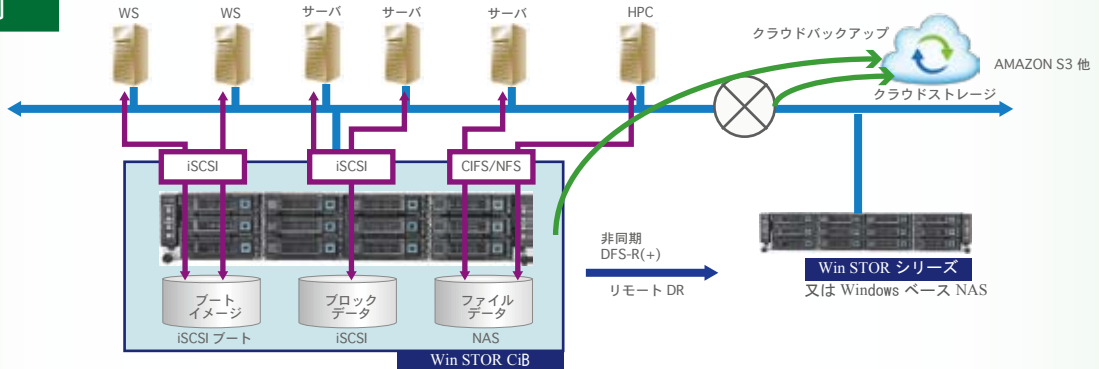 WS
WS
サーバ
サーバ
サーバ
HPC
クラウドバックアップ
AMAZON S3 他
クラウドストレージ
iSCSI
iSCSI
CIFS/NFS
非同期
DFS-R(+)
リモート DR
Win STOR シリーズ
又は Windows ベース NAS
ブート
イメージ
ブロック
データ
ファイル
データ
iSCSI ブート
iSCSI
NAS
Win STOR CiB